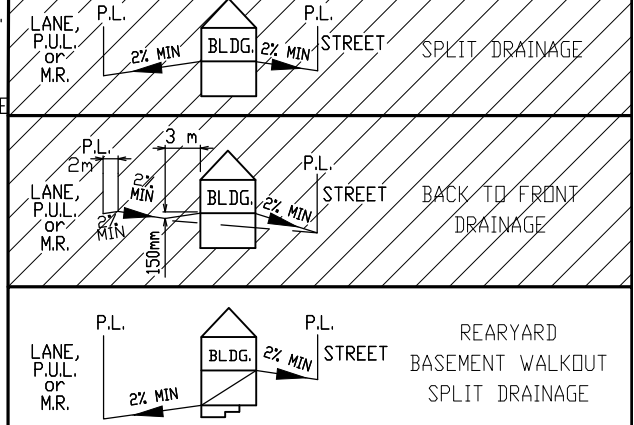 P.L.
P.L.
LANE,
P.U.L.
or
M.R.
2% MIN
BLDG.
2% MIN
STREET
SPLIT DRAINAGE
E
3 m
P.L.
2m
P.L.
2%
MIN
LANE,
P.U.L.
or
M.R.
2%
MIN
BLDG.
2% MIN
STREET
150mm
BACK TO FRONT
DRAINAGE
P.L.
P.L.
LANE,
P.U.L.
or
M.R.
2% MIN
BLDG.
2% MIN
STREET
REARYARD
BASEMENT WALKOUT
SPLIT DRAINAGE